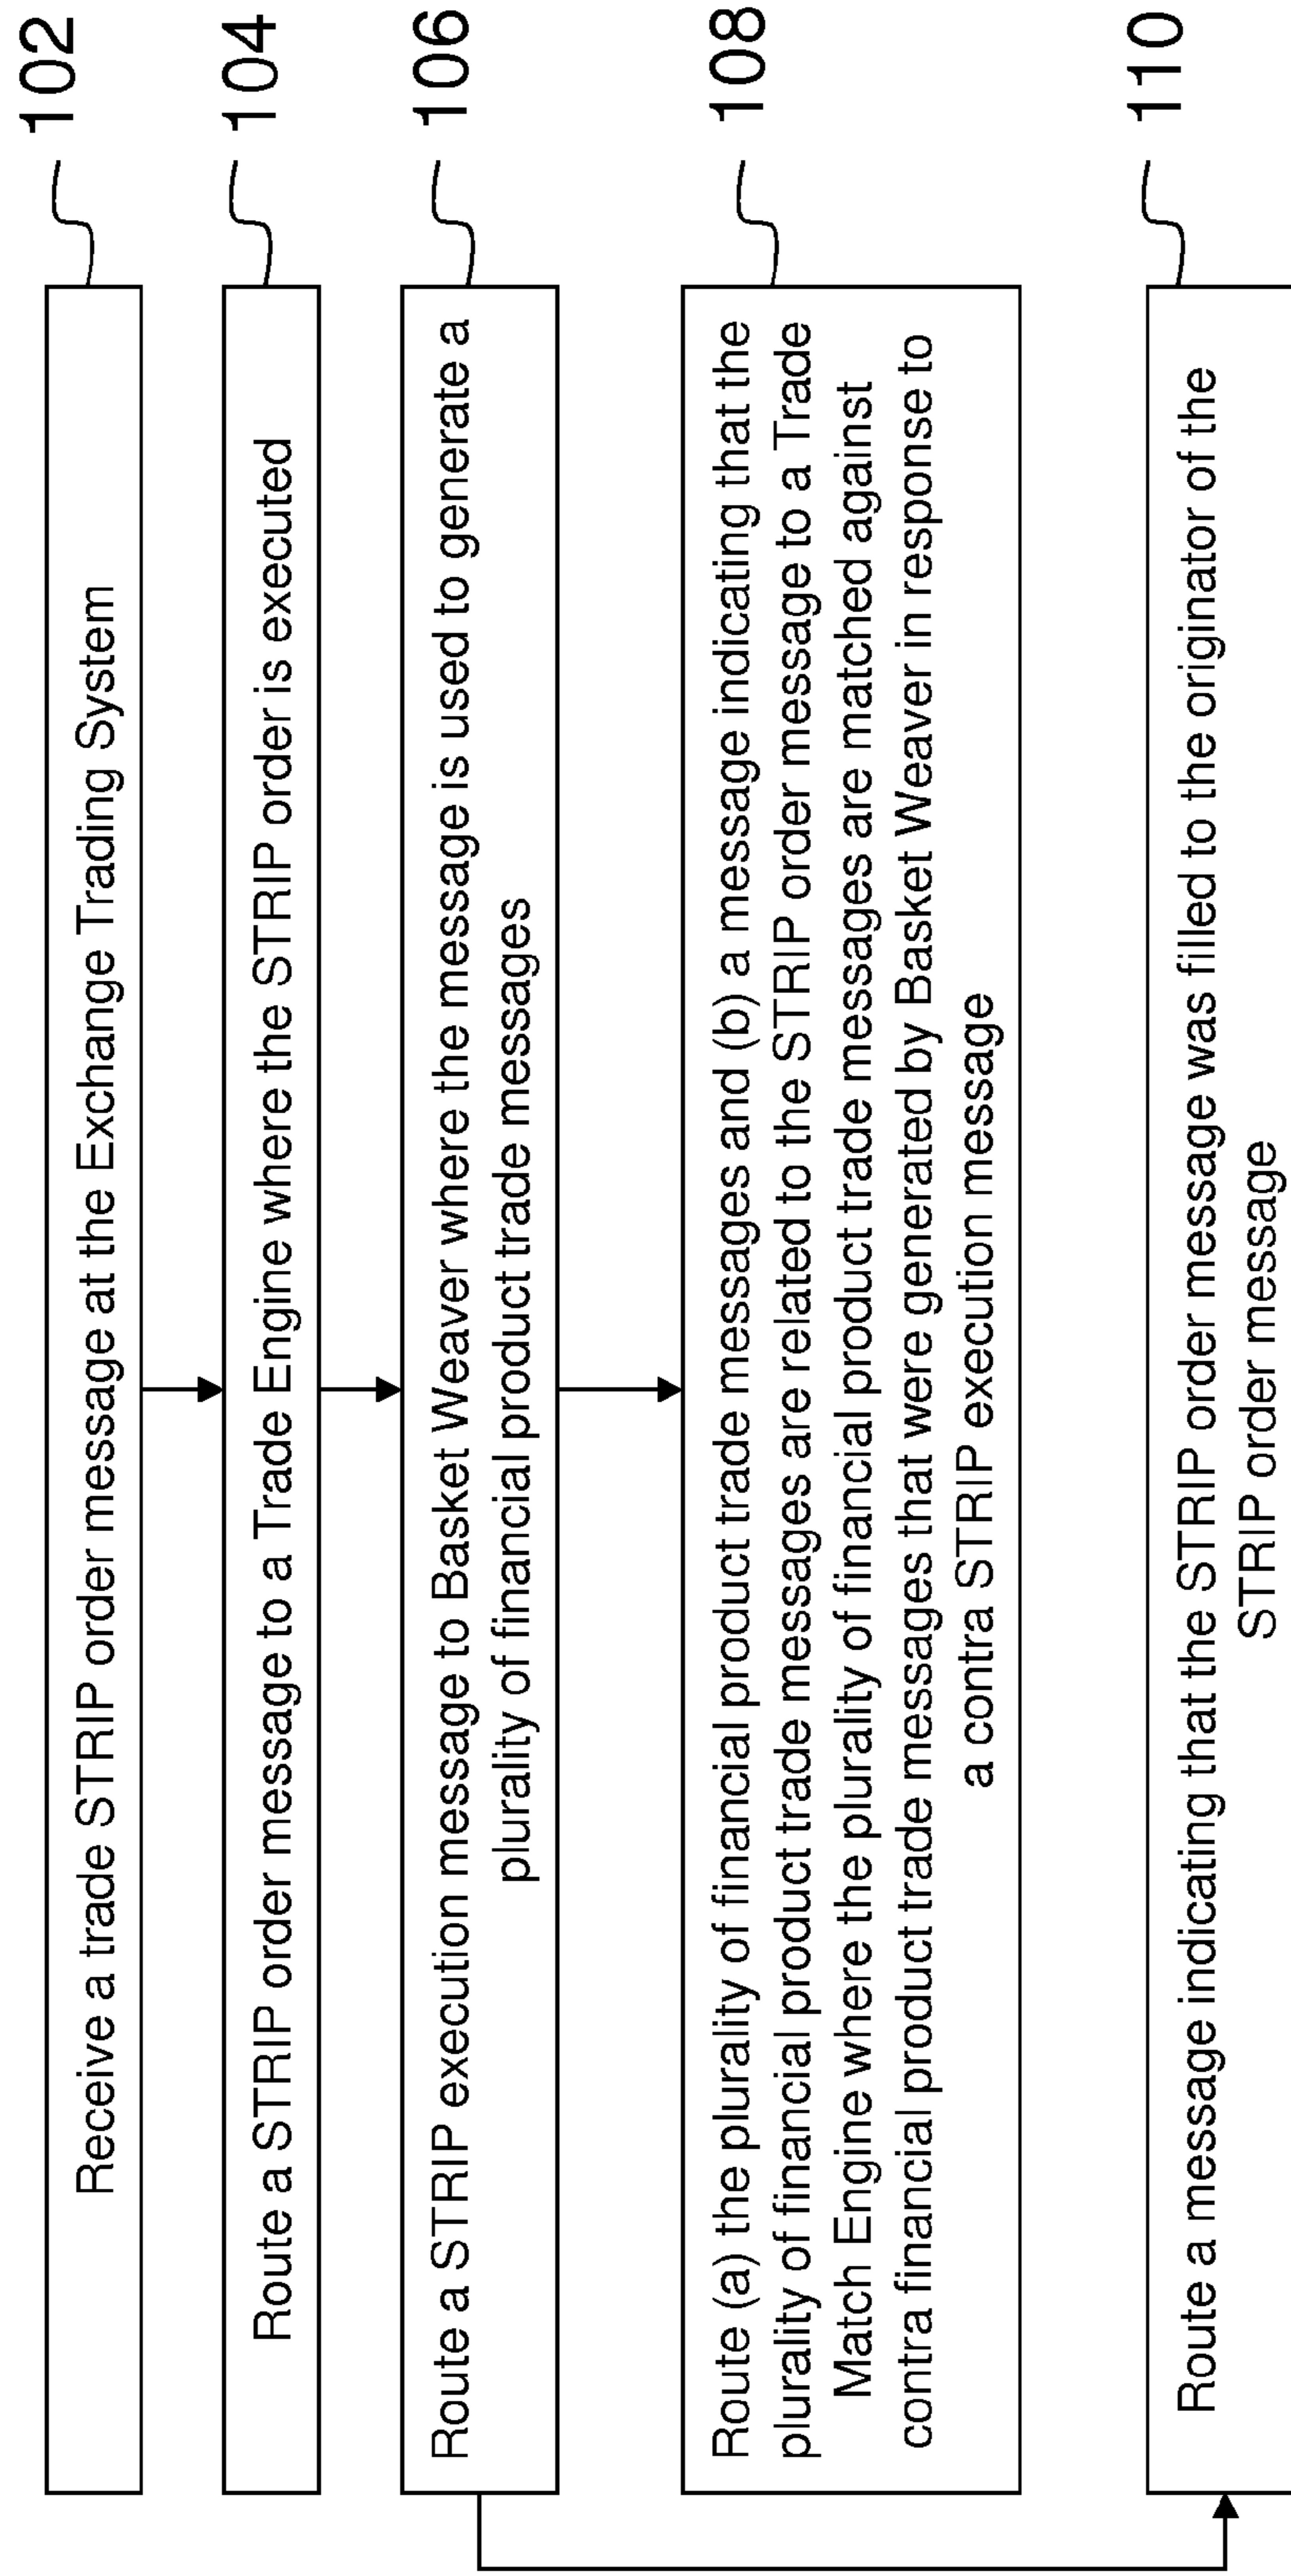 Receive a trade STRIP order message at the Exchange Trading System
102
Route a STRIP order message to a Trade Engine where the STRIP order is executed
104
Route a STRIP execution message to Basket Weaver where the message is used to generate a
plurality of financial product trade messages
106
Route (a) the plurality of financial product trade messages and (b) a message indicating that the
plurality of financial product trade messages are related to the STRIP order message to a Trade
Match Engine where the plurality of financial product trade messages are matched against
contra financial product trade messages that were generated by Basket Weaver in response to
a contra STRIP execution message
108
Route a message indicating that the STRIP order message was filled to the originator of the
STRIP order message
110